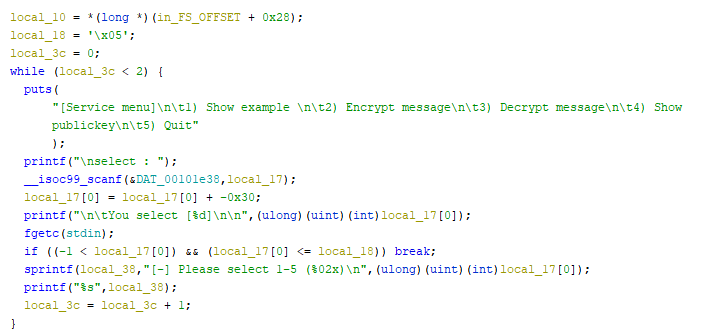 local_10 = *(long *)(in_FS_OFFSET + 0x28);
local_18 = '\x05';
local_3c = 0;
while (local_3c < 2) {
puts(
"[Service menu]\n\t1) Show example \n\t2) Encrypt message\n\t3) Decrypt message\n\t4) Show
publickey\n\t5) Quit"
);
printf("\nselect : ");
__isoc99_scanf(&DAT_00101e38,local_17);
local_17[0] = local_17[0] + -0x30;
printf("\n\tYou select [%d]\n\n",(ulong)(uint)(int)local_17[0]);
fgetc(stdin);
if ((-1 < local_17[0]) && (local_17[0] <= local_18)) break;
sprintf(local_38,"[-] Please select 1-5 (%02x)\n",(ulong)(uint)(int)local_17[0]);
printf("%s",local_38);
local_3c = local_3c + 1;
}